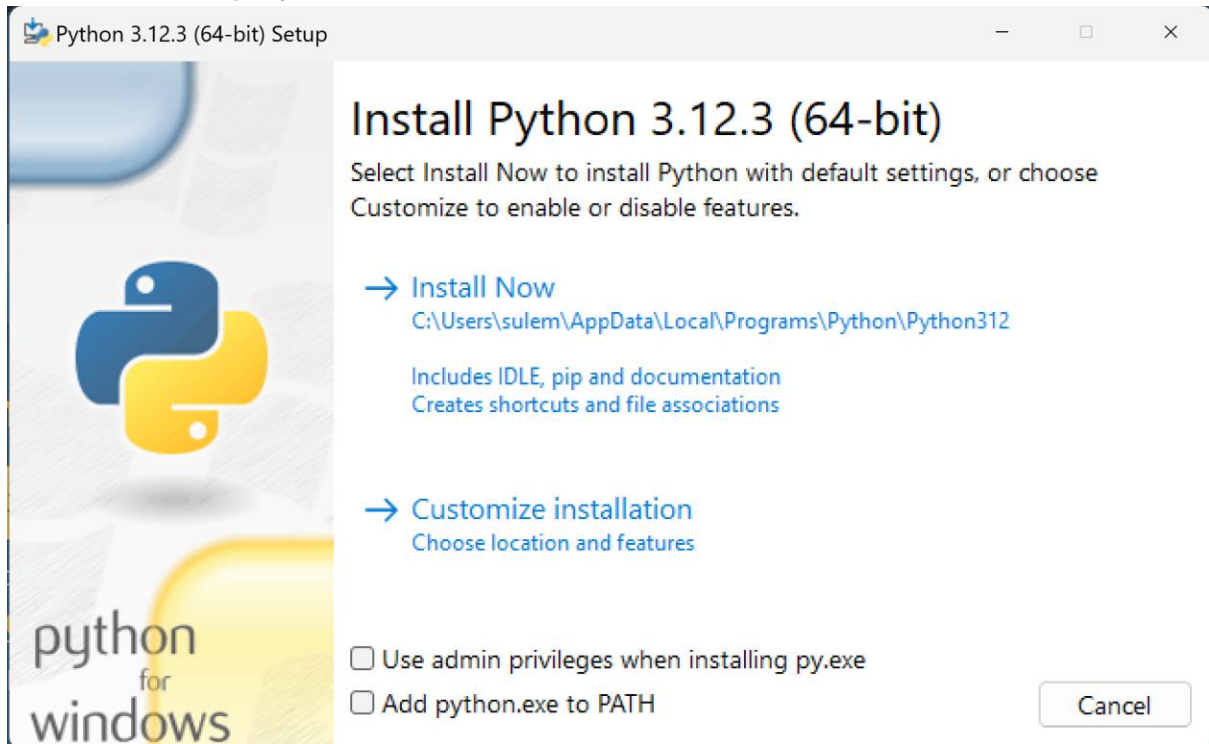 Python 3.12.3 (64-bit) Setup
Install Python 3.12.3 (64-bit)
Select Install Now to install Python with default settings, or choose
Customize to enable or disable features.
→ Install Now
C:\Users\sulem\AppData\Local\Programs\Python\Python312
Includes IDLE, pip and documentation
Creates shortcuts and file associations
→ Customize installation
Choose location and features
python
for
windows
Use admin privileges when installing py.exe
Add python.exe to PATH
Cancel